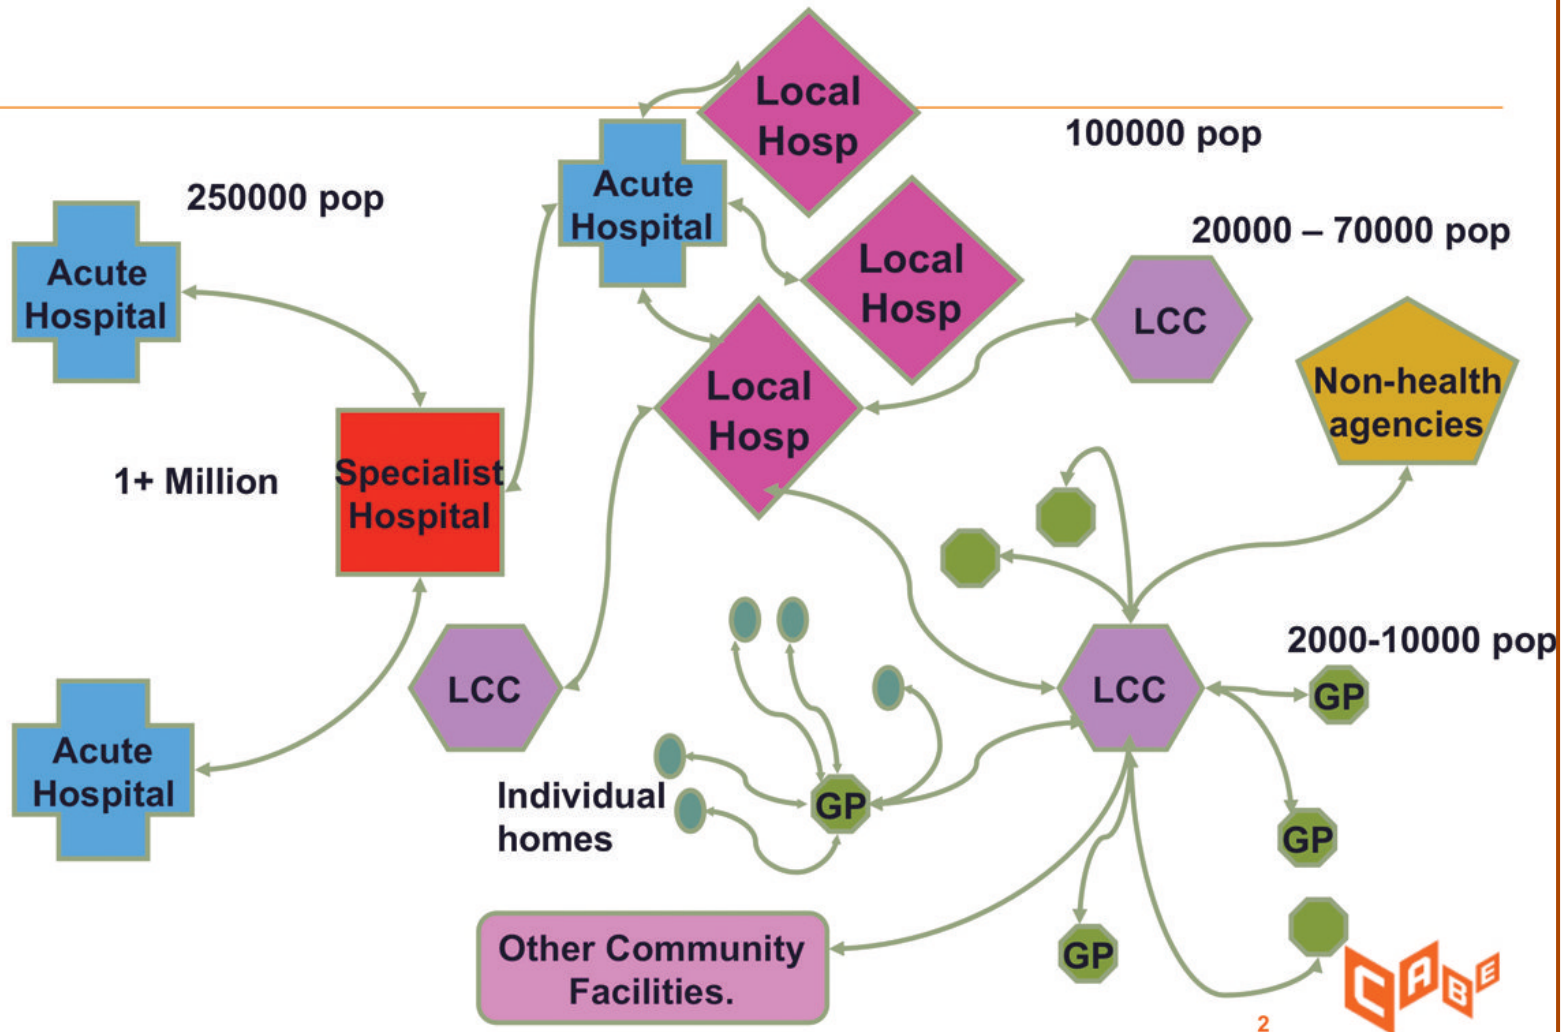 Local
Hosp
100000 pop
Acute
Hospital
250000 pop
20000 – 70000 pop
Acute
Hospital
Local
Hosp
LCC
Local
Hosp
Non-health
agencies
1+ Million
Specialist
Hospital
2000-10000 pop
LCC
LCC
GP
Acute
Hospital
Individual
homes
GP
GP
Other Community
Facilities.
GP
CABE
2